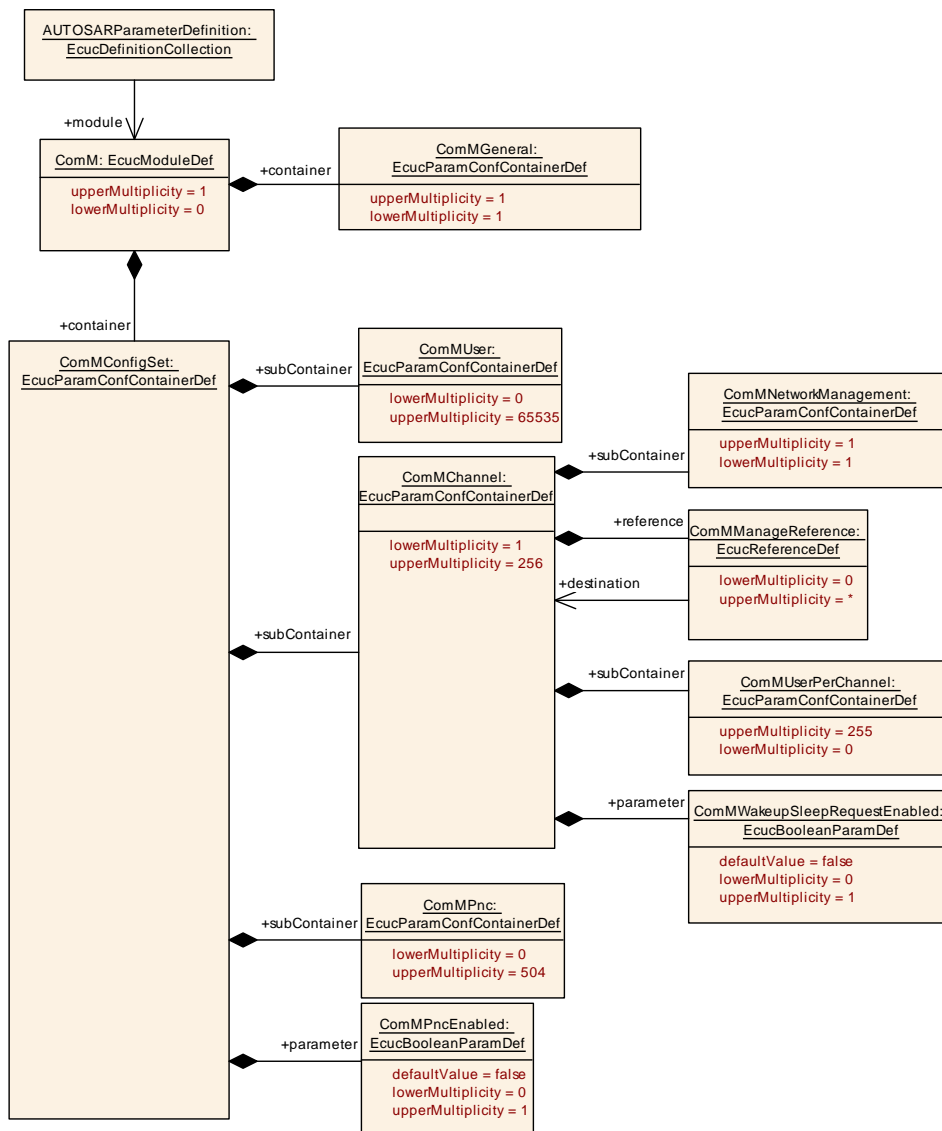 AUTOSARParameterDefinition:
EcucDefinitionCollection
+module
ComM: EcucModuleDef
upperMultiplicity = 1
lowerMultiplicity = 0
+container
ComMGeneral:
EcucParamConfContainerDef
upperMultiplicity = 1
lowerMultiplicity = 1
+container
ComMConfigSet:
EcucParamConfContainerDef
+subContainer
ComMUser:
EcucParamConfContainerDef
lowerMultiplicity = 0
upperMultiplicity = 65535
+subContainer
ComMChannel:
EcucParamConfContainerDef
lowerMultiplicity = 1
upperMultiplicity = 256
+subContainer
ComMNetworkManagement:
EcucParamConfContainerDef
upperMultiplicity = 1
lowerMultiplicity = 1
+reference
+destination
ComMManageReference:
EcucReferenceDef
lowerMultiplicity = 0
upperMultiplicity = *
+subContainer
ComMUserPerChannel:
EcucParamConfContainerDef
upperMultiplicity = 255
lowerMultiplicity = 0
+parameter
ComMWakeupSleepRequestEnabled:
EcucBooleanParamDef
defaultValue = false
lowerMultiplicity = 0
upperMultiplicity = 1
+subContainer
ComMPnc:
EcucParamConfContainerDef
lowerMultiplicity = 0
upperMultiplicity = 504
+parameter
ComMPncEnabled:
EcucBooleanParamDef
defaultValue = false
lowerMultiplicity = 0
upperMultiplicity = 1